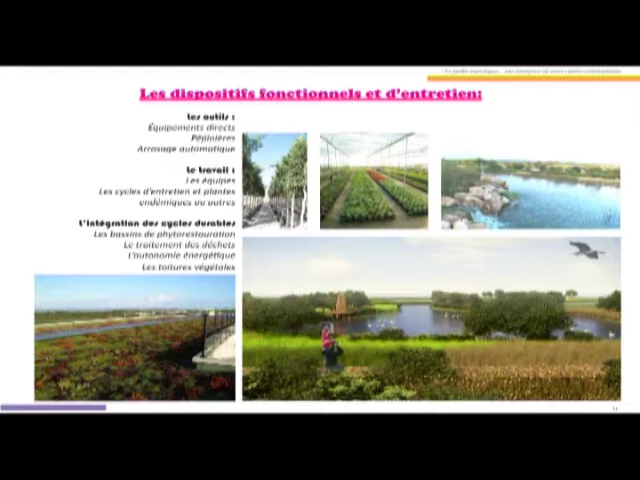 Les dispositifs fonctionnels et d'entretien:
Les outils :
Équipements directs
Pépinières
Arrosage automatique
Le travail :
Les équipes
Les cycles d'entretien et plantes
endémiques ou autres
L'intégration des cycles durables
Les bassins de phytorestauration
Le traitement des déchets
L'autonomie énergétique
Les toitures végétales